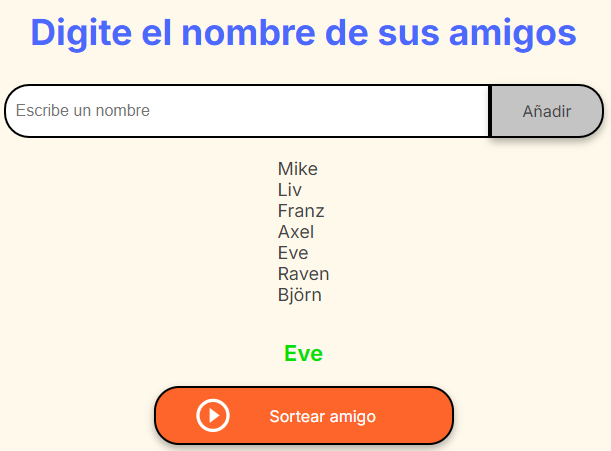 Digite el nombre de sus amigos
Escribe un nombre
Añadir
Mike
Liv
Franz
Axel
Eve
Raven
Björn
Eve
Sortear amigo